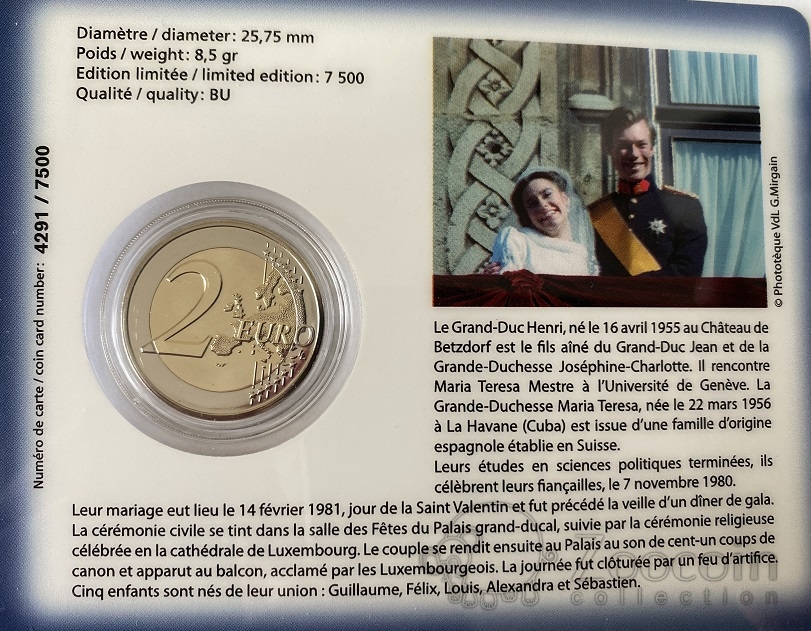 Diamètre / diameter: 25,75 mm
Poids / weight: 8,5 gr
Edition limitée / limited edition: 7 500
Qualité / quality: BU
Numéro de carte / coin card number: 4291 / 7500
2 EURO
© Photothèque VdL G.Mirgain
Le Grand-Duc Henri, né le 16 avril 1955 au Château de
Betzdorf est le fils aîné du Grand-Duc Jean et de la
Grande-Duchesse Joséphine-Charlotte. Il rencontre
Maria Teresa Mestre à l'Université de Genève. La
Grande-Duchesse Maria Teresa, née le 22 mars 1956
à La Havane (Cuba) est issue d'une famille d'origine
espagnole établie en Suisse.
Leurs études en sciences politiques terminées, ils
célèbrent leurs fiançailles, le 7 novembre 1980.
Leur mariage eut lieu le 14 février 1981, jour de la Saint Valentin et fut précédé la veille d'un dîner de gala.
La cérémonie civile se tint dans la salle des Fêtes du Palais grand-ducal, suivie par la cérémonie religieuse
célébrée en la cathédrale de Luxembourg. Le couple se rendit ensuite au Palais au son de cent-un coups de
canon et apparut au balcon, acclamé par les Luxembourgeois. La journée fut clôturée par un feu d'artifice.
Cinq enfants sont nés de leur union : Guillaume, Félix, Louis, Alexandra et Sébastien.
Zoocoin
collection